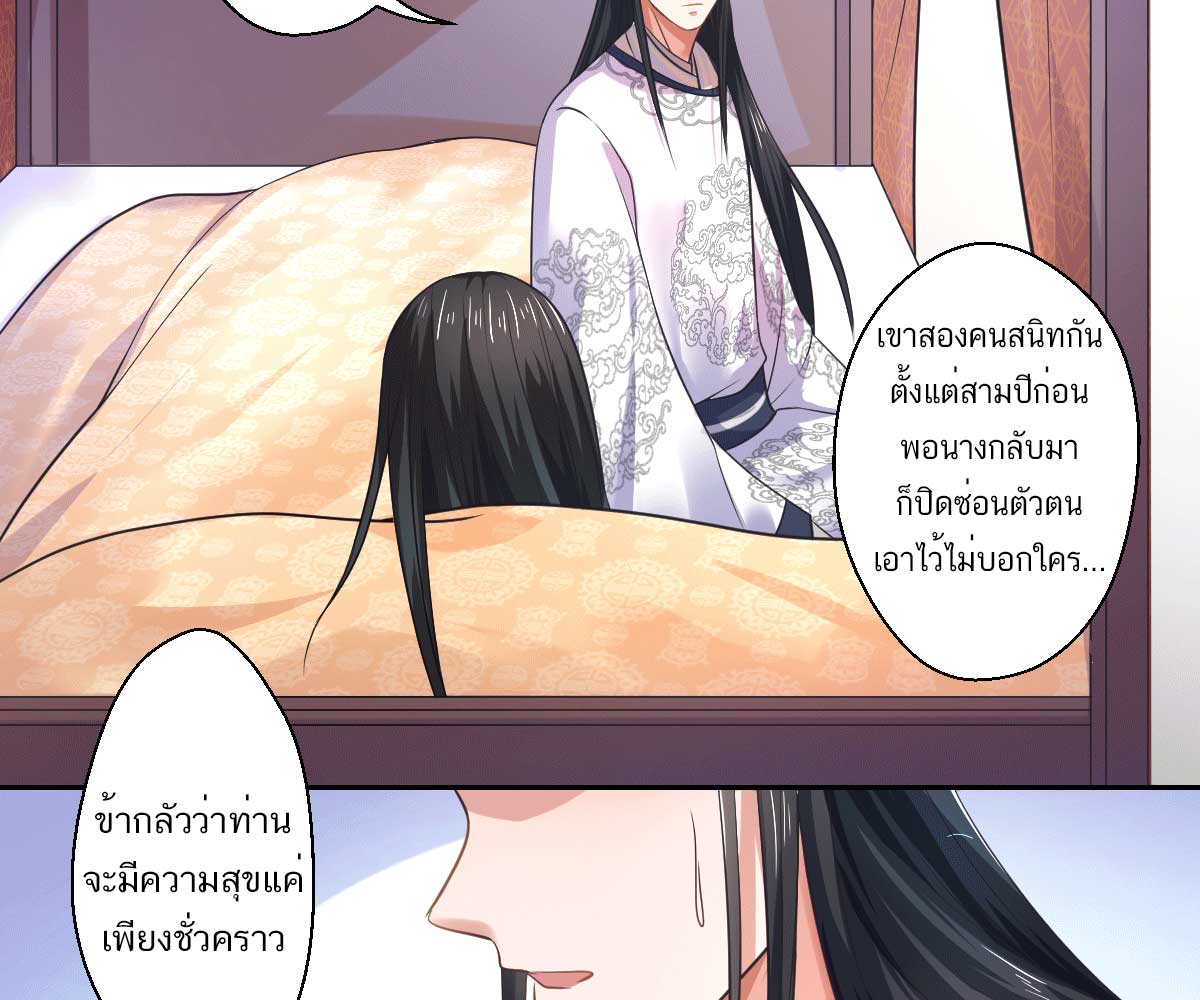 เขาสองคนสนิทกัน
ตั้งแต่สามปีก่อน
พอนางกลับมา
ก็ปิดซ่อนตัวตน
เอาไว้ไม่บอกใคร...
ข้ากลัวว่าท่าน
จะมีความสุขแค่
เพียงชั่วคราว